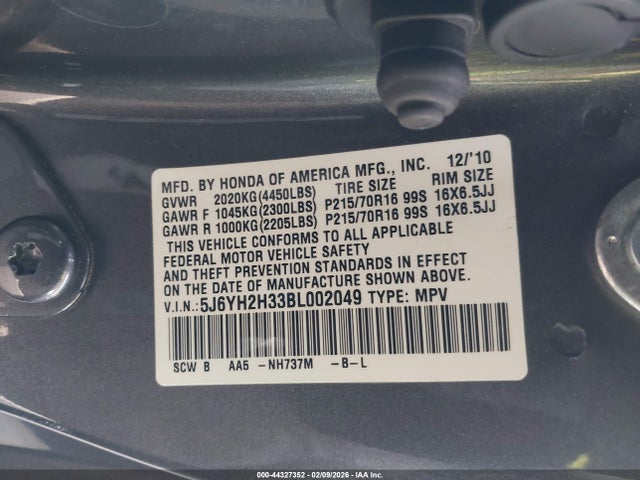 MFD. BY HONDA OF AMERICA MFG., INC. 12/'10
GVWR 2020KG(4450LBS) TIRE SIZE RIM SIZE
GAWR F 1045KG(2300LBS) P215/70R16 99S 16X6.5JJ
GAWR R 1000KG(2205LBS) P215/70R16 99S 16X6.5JJ
THIS VEHICLE CONFORMS TO ALL APPLICABLE
FEDERAL MOTOR VEHICLE SAFETY
AND THEFT PREVENTION STANDARDS IN EFFECT
ON THE DATE OF MANUFACTURE SHOWN ABOVE.
V.I.N.:5J6YH2H33BL002049 TYPE: MPV
SCW B AA5 -NH737M -B-L
000-44327352 - 02/09/2026 - IAA Inc.